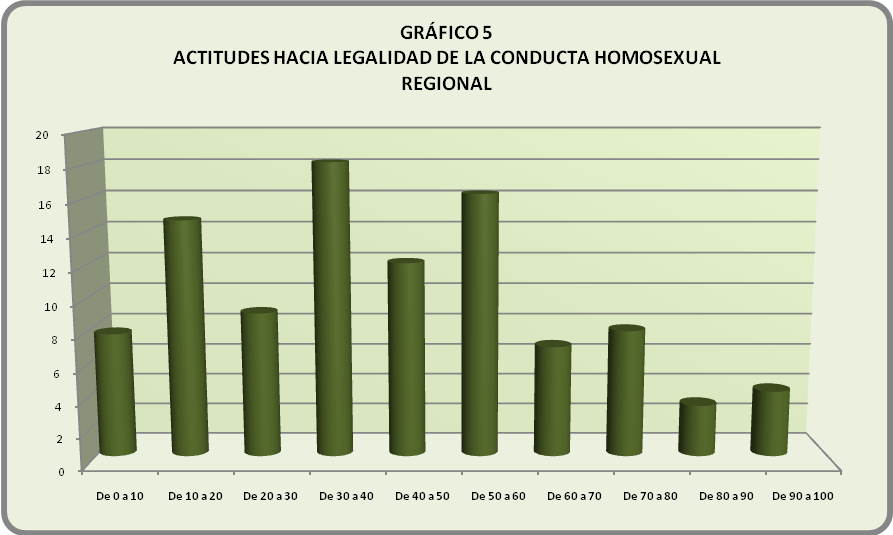 GRÁFICO 5
ACTITUDES HACIA LEGALIDAD DE LA CONDUCTA HOMOSEXUAL
REGIONAL
20
18
16
14
12
10
8
6
4
2
0
De 0 a 10 De 10 a 20 De 20 a 30 De 30 a 40 De 40 a 50 De 50 a 60 De 60 a 70 De 70 a 80 De 80 a 90 De 90 a 100